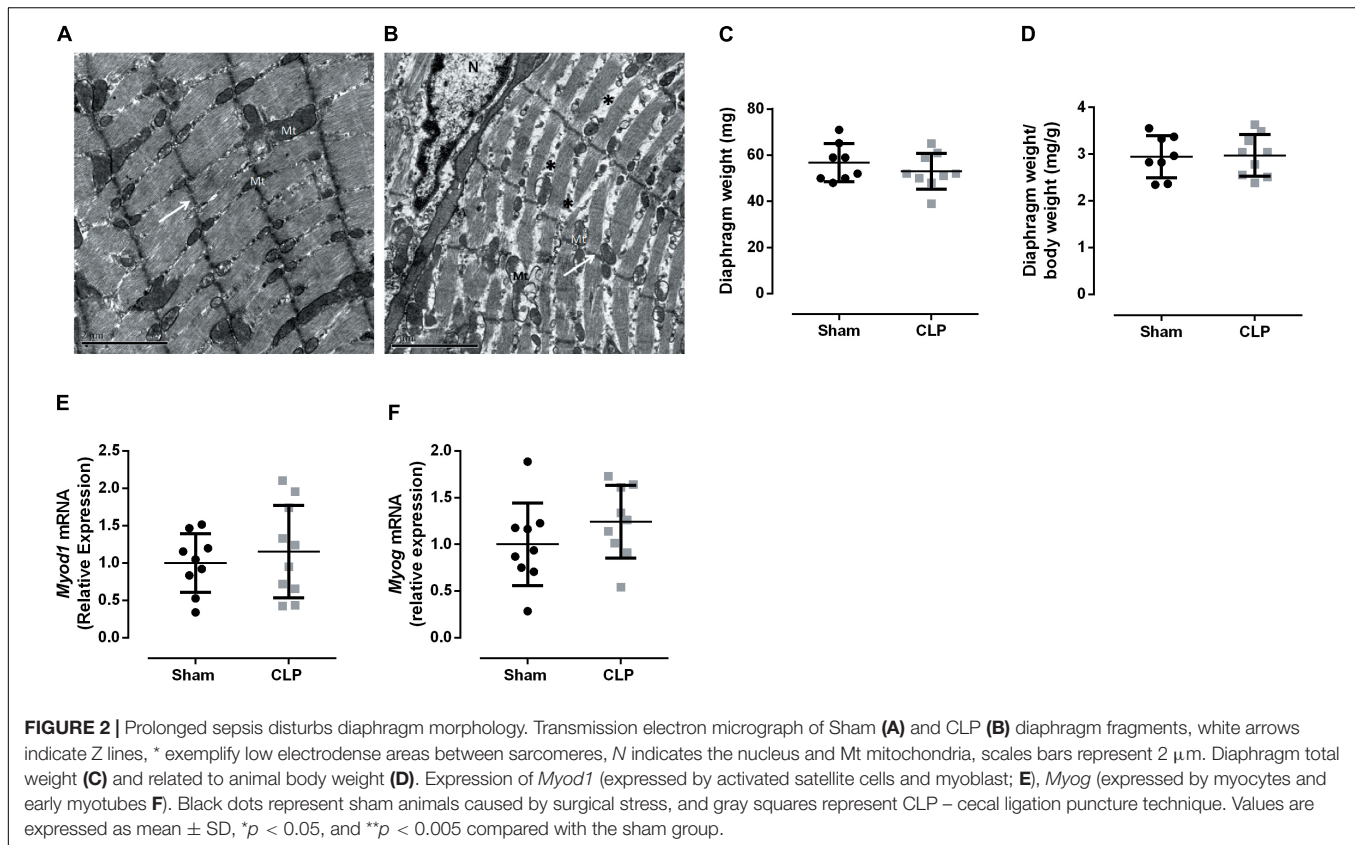 A
B
C
D
N
*
*
*
Mt
Mt
Mt
Mt
2 µm
Diaphragm weight (mg)
80
60
40
20
0
Sham
CLP
Diaphragm weight/
body weight (mg/g)
4
3
2
1
0
Sham
CLP
E
F
Myod1 mRNA
(Relative Expression)
2.5
2.0
1.5
1.0
0.5
0.0
Sham
CLP
Myog mRNA
(relative expression)
2.0
1.5
1.0
0.5
0.0
Sham
CLP
FIGURE 2 | Prolonged sepsis disturbs diaphragm morphology. Transmission electron micrograph of Sham (A) and CLP (B) diaphragm fragments, white arrows
indicate Z lines, * exemplify low electrodense areas between sarcomeres, N indicates the nucleus and Mt mitochondria, scales bars represent 2 μm. Diaphragm total
weight (C) and related to animal body weight (D). Expression of Myod1 (expressed by activated satellite cells and myoblast; E), Myog (expressed by myocytes and
early myotubes F). Black dots represent sham animals caused by surgical stress, and gray squares represent CLP – cecal ligation puncture technique. Values are
expressed as mean ± SD, *p < 0.05, and **p < 0.005 compared with the sham group.